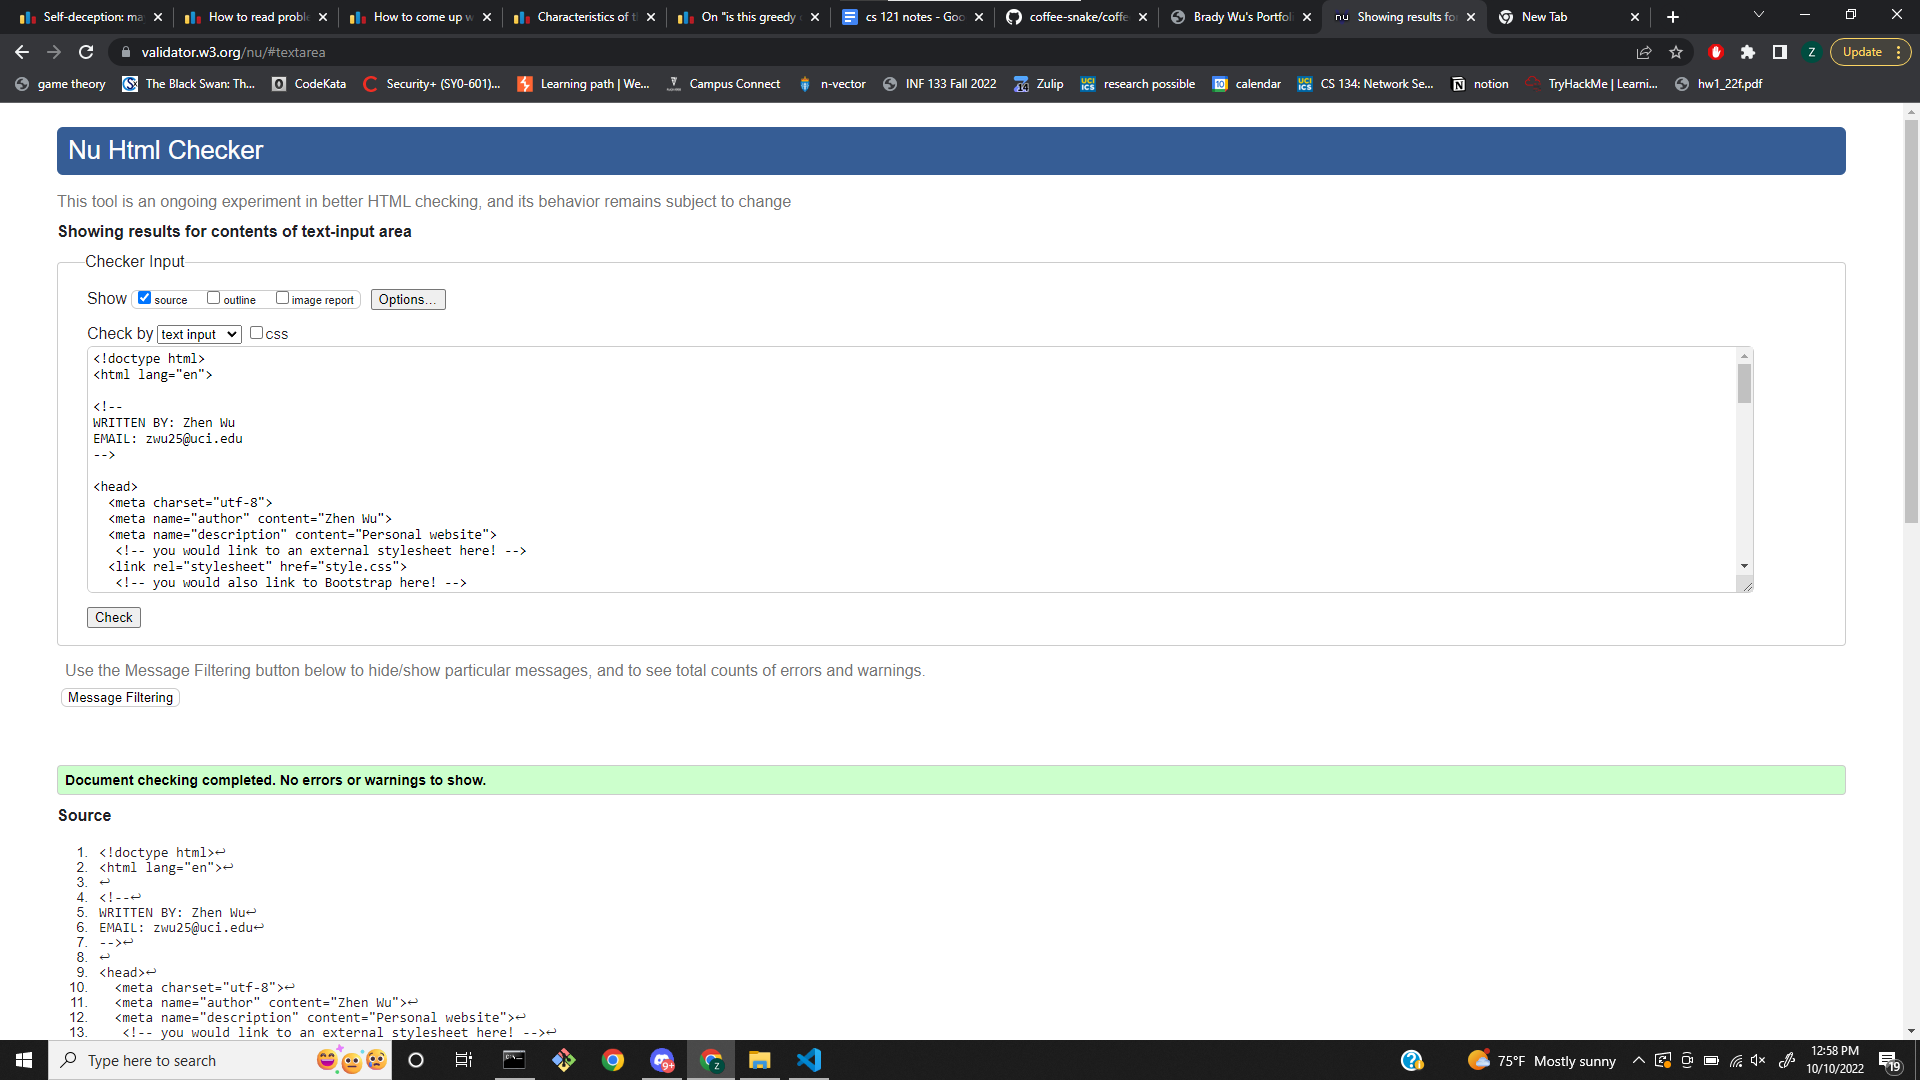 Self-deception: ma
How to read proble
How to come up w
Characteristics of t
On "is this greedy
cs 121 notes - Goo
coffee-snake/coffe
Brady Wu's Portfoli
nu Showing results fo
New Tab
validator.w3.org/nu/#textarea
Z
Update
game theory
The Black Swan: Th...
CodeKata
Security+ (SY0-601)...
Learning path | We...
Campus Connect
n-vector
INF 133 Fall 2022
Zulip
research possible
calendar
CS 134: Network Se...
notion
TryHackMe | Learni...
hw1_22f.pdf
Nu Html Checker
This tool is an ongoing experiment in better HTML checking, and its behavior remains subject to change
Showing results for contents of text-input area
Checker Input
Show source outline image report Options...
Check by text input css
<!doctype html>
<html lang="en">
<!--
WRITTEN BY: Zhen Wu
EMAIL: zwu25@uci.edu
-->
<head>
<meta charset="utf-8">
<meta name="author" content="Zhen Wu">
<meta name="description" content="Personal website">
<!-- you would link to an external stylesheet here! -->
<link rel="stylesheet" href="style.css">
<!-- you would also link to Bootstrap here! -->
Check
Use the Message Filtering button below to hide/show particular messages, and to see total counts of errors and warnings.
Message Filtering
Document checking completed. No errors or warnings to show.
Source
1. <!doctype html>↩
2. <html lang="en">↩
3. ↩
4. <!--↩
5. WRITTEN BY: Zhen Wu↩
6. EMAIL: zwu25@uci.edu↩
7. -->↩
8. ↩
9. <head>↩
10. <meta charset="utf-8">↩
11. <meta name="author" content="Zhen Wu">↩
12. <meta name="description" content="Personal website">↩
13. <!-- you would link to an external stylesheet here! -->↩
Type here to search
9+
Z
75°F Mostly sunny
12:58 PM
10/10/2022
19